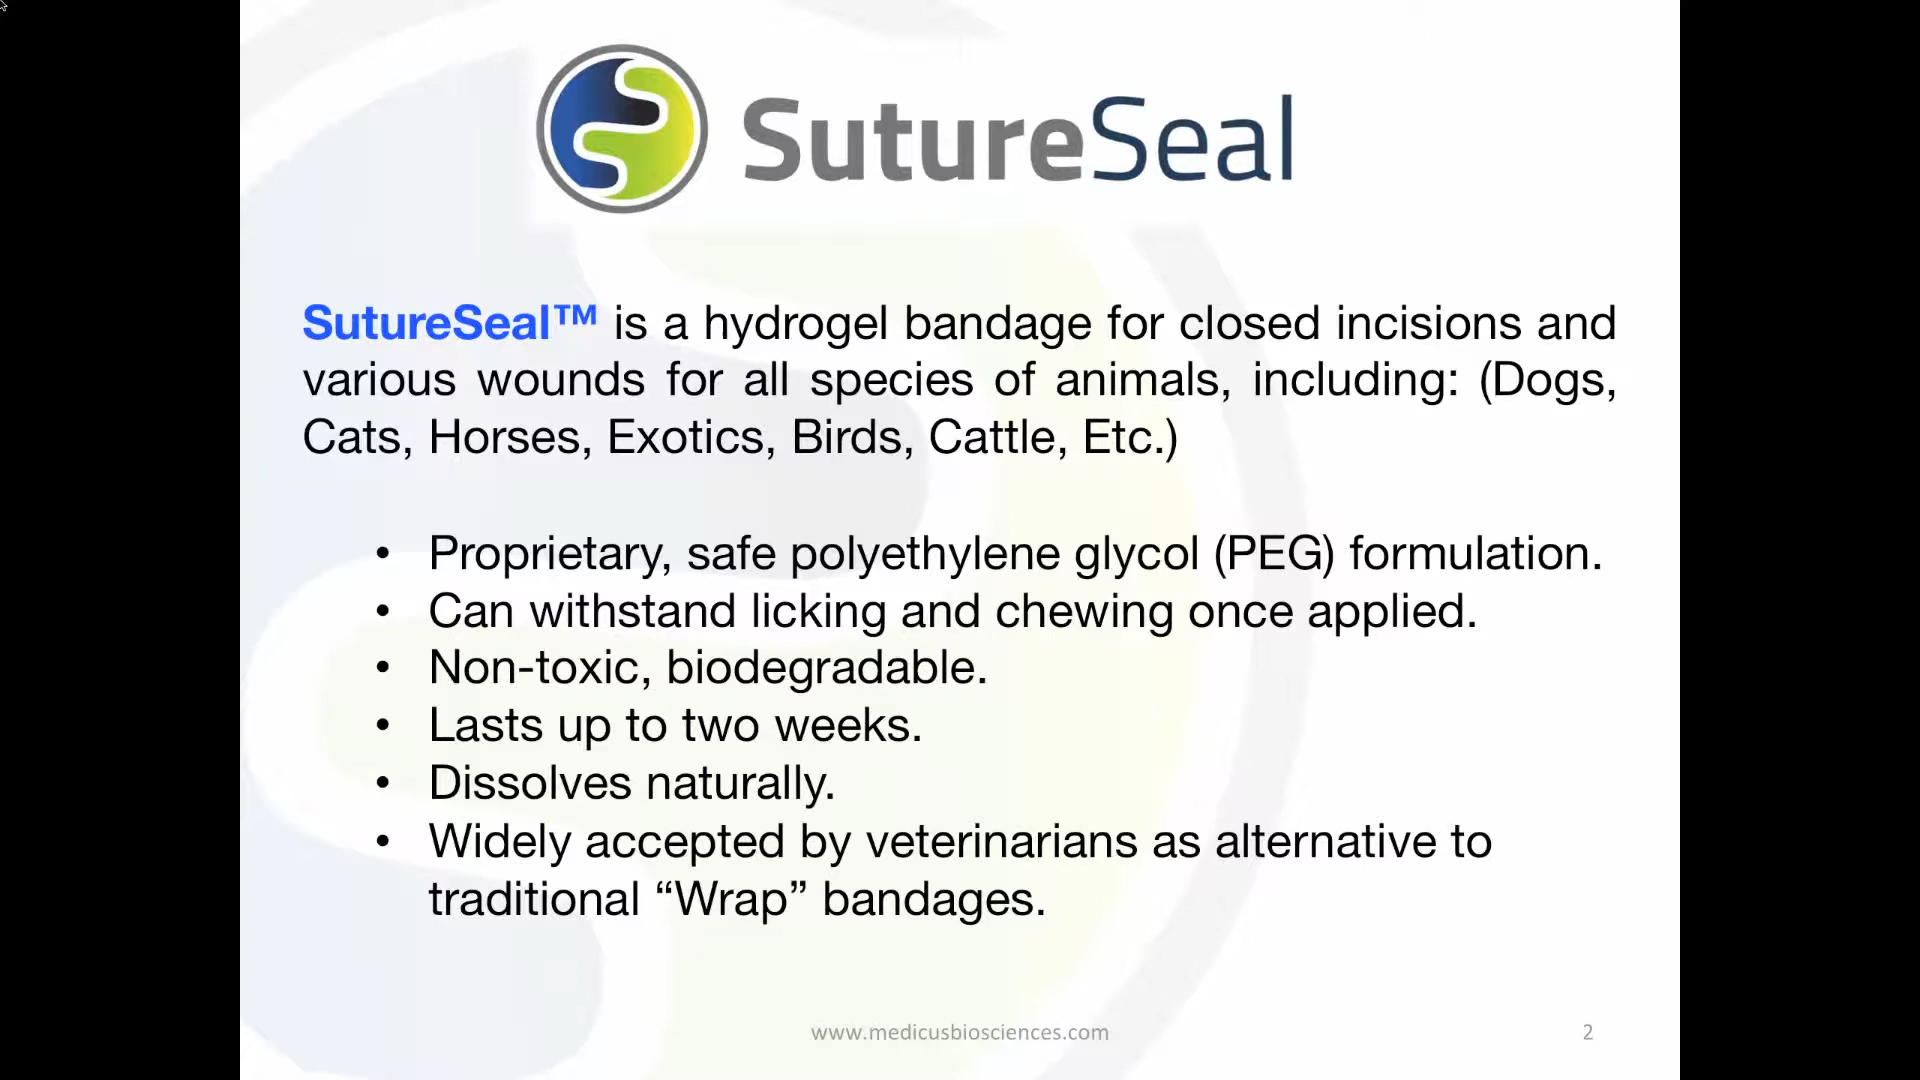 SutureSeal
SutureSeal™ is a hydrogel bandage for closed incisions and
various wounds for all species of animals, including: (Dogs,
Cats, Horses, Exotics, Birds, Cattle, Etc.)
• Proprietary, safe polyethylene glycol (PEG) formulation.
• Can withstand licking and chewing once applied.
• Non-toxic, biodegradable.
• Lasts up to two weeks.
• Dissolves naturally.
• Widely accepted by veterinarians as alternative to
traditional “Wrap” bandages.
www.medicusbiosciences.com
2